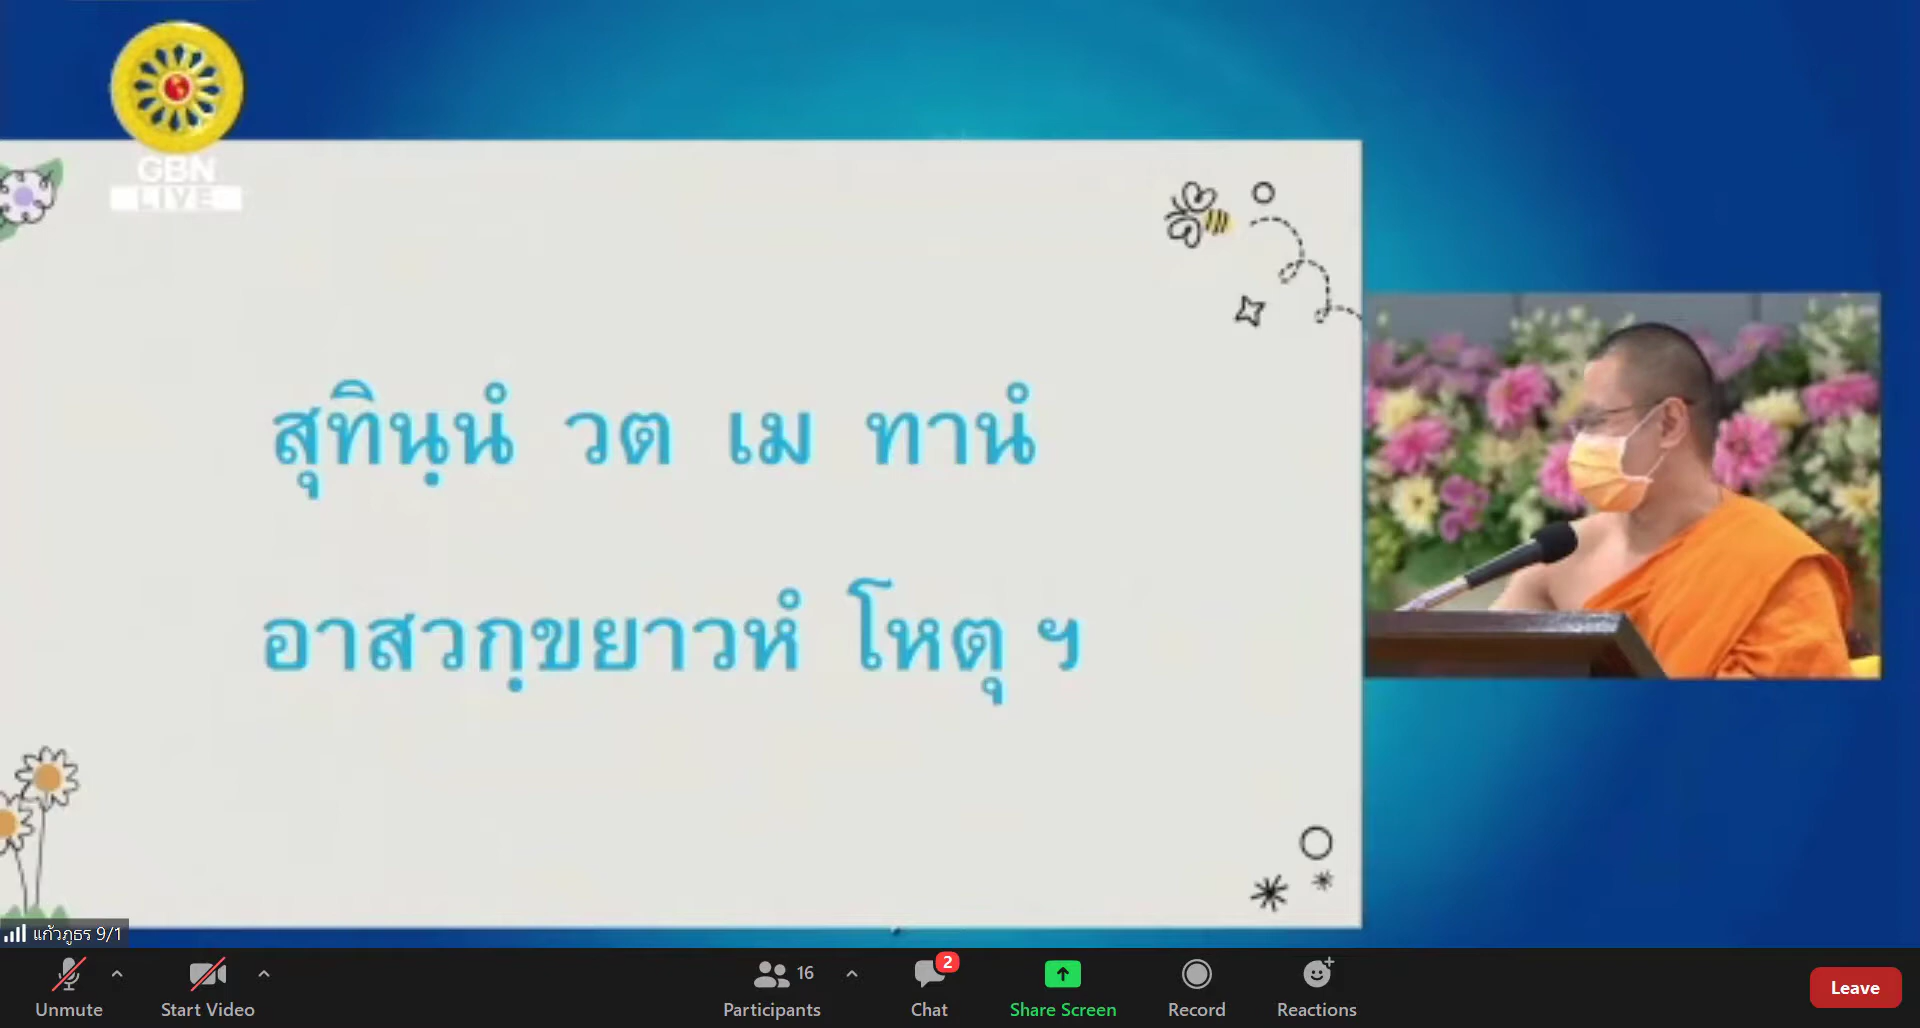 GBN
LIVE
สุทินฺนํ วต เม ทานํ
อาสวกฺขยาวหํ โหตุ ฯ
แก้วภูธร 9/1
Unmute
Start Video
16
Participants
2
Chat
Share Screen
Record
Reactions
Leave